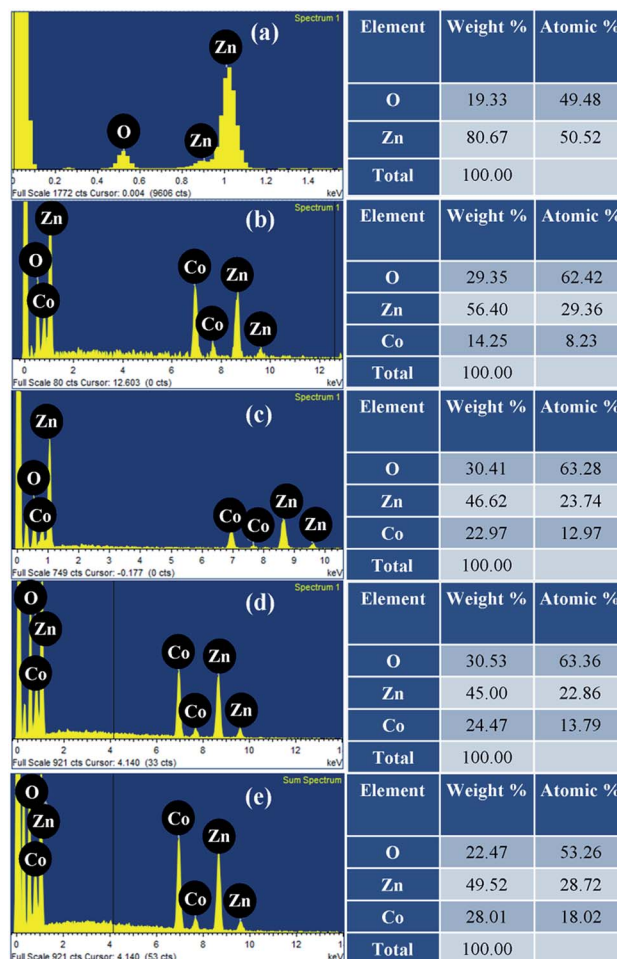 Spectrum 1
(a)
Zn
O
Zn
0 0.2 0.4 0.6 0.8 1 1.2 1.4
Full Scale 1772 cts Cursor: 0.004 (9606 cts) keV
Element Weight % Atomic %
O 19.33 49.48
Zn 80.67 50.52
Total 100.00
Spectrum 1
(b)
Zn
O
Co
Co
Zn
Co
Zn
0 2 4 6 8 10 12
Full Scale 80 cts Cursor: 12.603 (0 cts) keV
Element Weight % Atomic %
O 29.35 62.42
Zn 56.40 29.36
Co 14.25 8.23
Total 100.00
Spectrum 1
(c)
Zn
O
Co
Co
Co
Zn
Zn
0 1 2 3 4 5 6 7 8 9 10
Full Scale 749 cts Cursor: -0.177 (0 cts) keV
Element Weight % Atomic %
O 30.41 63.28
Zn 46.62 23.74
Co 22.97 12.97
Total 100.00
Spectrum 1
(d)
O
Zn
Co
Co
Zn
Co
Zn
0 2 4 6 8 10 12 1
Full Scale 921 cts Cursor: 4.140 (33 cts) keV
Element Weight % Atomic %
O 30.53 63.36
Zn 45.00 22.86
Co 24.47 13.79
Total 100.00
Sum Spectrum
(e)
O
Zn
Co
Co
Zn
Co
Zn
0 2 4 6 8 10 12 1
Full Scale 921 cts Cursor: 4.140 (53 cts) keV
Element Weight % Atomic %
O 22.47 53.26
Zn 49.52 28.72
Co 28.01 18.02
Total 100.00